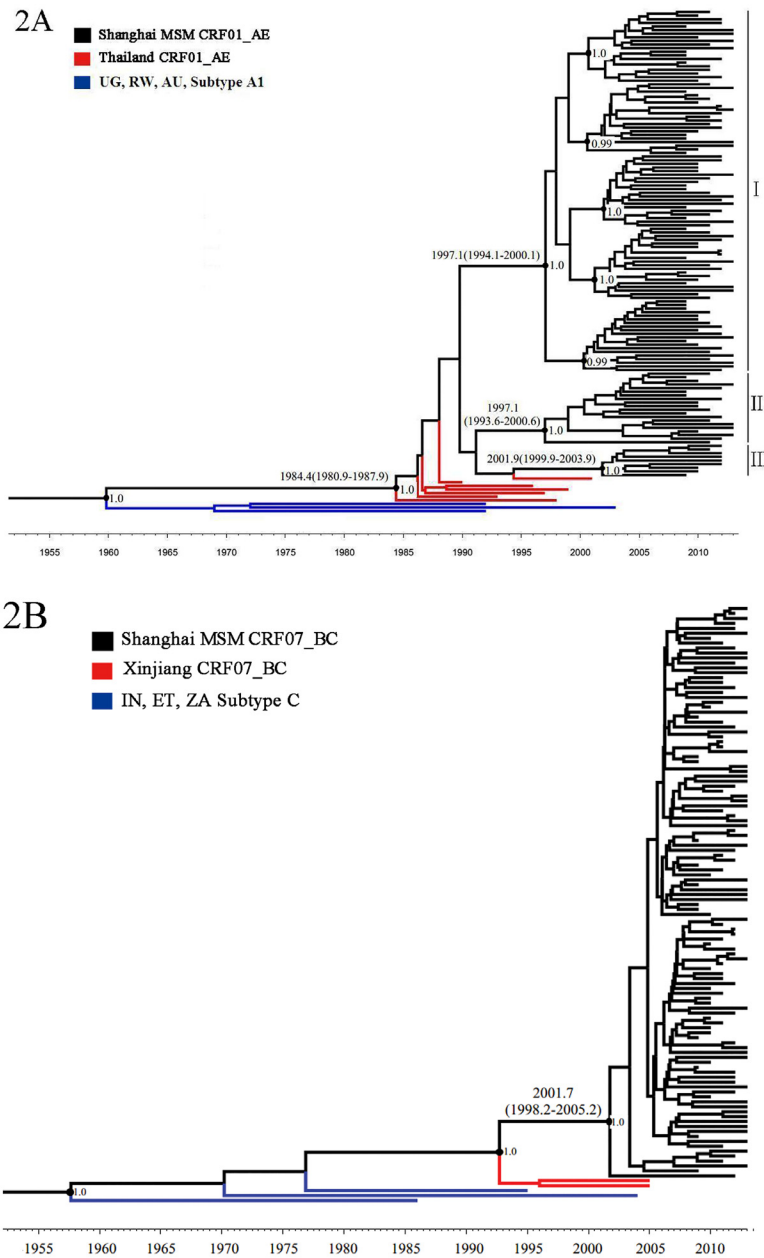 2A
Shanghai MSM CRF01_AE
Thailand CRF01_AE
UG, RW, AU, Subtype A1
1.0
0.99
I
1.0
1997.1(1994.1-2000.1)
1.0
1.0
0.99
II
1997.1
(1993.6-2000.6)
1.0
2001.9(1999.9-2003.9)
III
1.0
1984.4(1980.9-1987.9)
1.0
1.0
1955 1960 1965 1970 1975 1980 1985 1990 1995 2000 2005 2010
2B
Shanghai MSM CRF07_BC
Xinjiang CRF07_BC
IN, ET, ZA Subtype C
2001.7
(1998.2-2005.2)
1.0
1.0
1.0
1955 1960 1965 1970 1975 1980 1985 1990 1995 2000 2005 2010